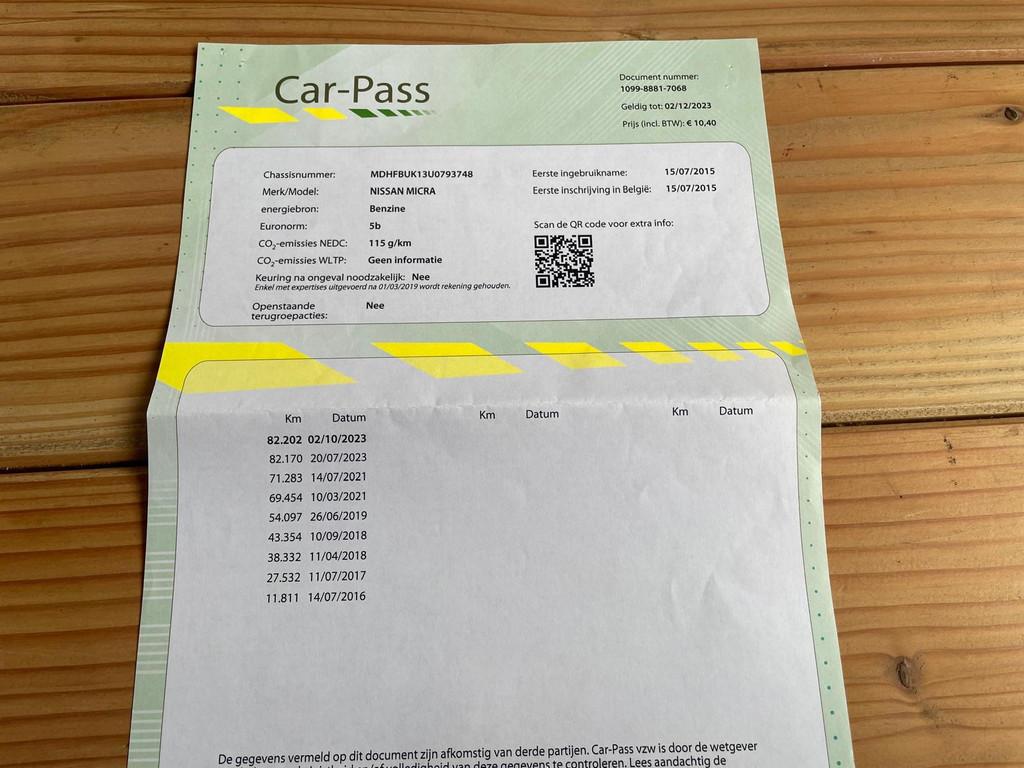 Car-Pass
Document nummer:
1099-8881-7068
Geldig tot: 02/12/2023
Prijs (incl. BTW): € 10,40
Chassisnummer: MDHFBUK13U0793748
Merk/Model: NISSAN MICRA
energiebron: Benzine
Euronorm: 5b
CO₂-emissies NEDC: 115 g/km
CO₂-emissies WLTP: Geen informatie
Keuring na ongeval noodzakelijk: Nee
Enkel met expertises uitgevoerd na 01/03/2019 wordt rekening gehouden.
Openstaande terugroepacties: Nee
Eerste ingebruikname: 15/07/2015
Eerste inschrijving in België: 15/07/2015
Scan de QR code voor extra info:
Km Datum Km Datum Km Datum
82.202 02/10/2023
82.170 20/07/2023
71.283 14/07/2021
69.454 10/03/2021
54.097 26/06/2019
43.354 10/09/2018
38.332 11/04/2018
27.532 11/07/2017
11.811 14/07/2016
De gegevens vermeld op dit document zijn afkomstig van derde partijen. Car-Pass vzw is door de wetgever
van deze gegevens te controleren. Lees aandachtig de